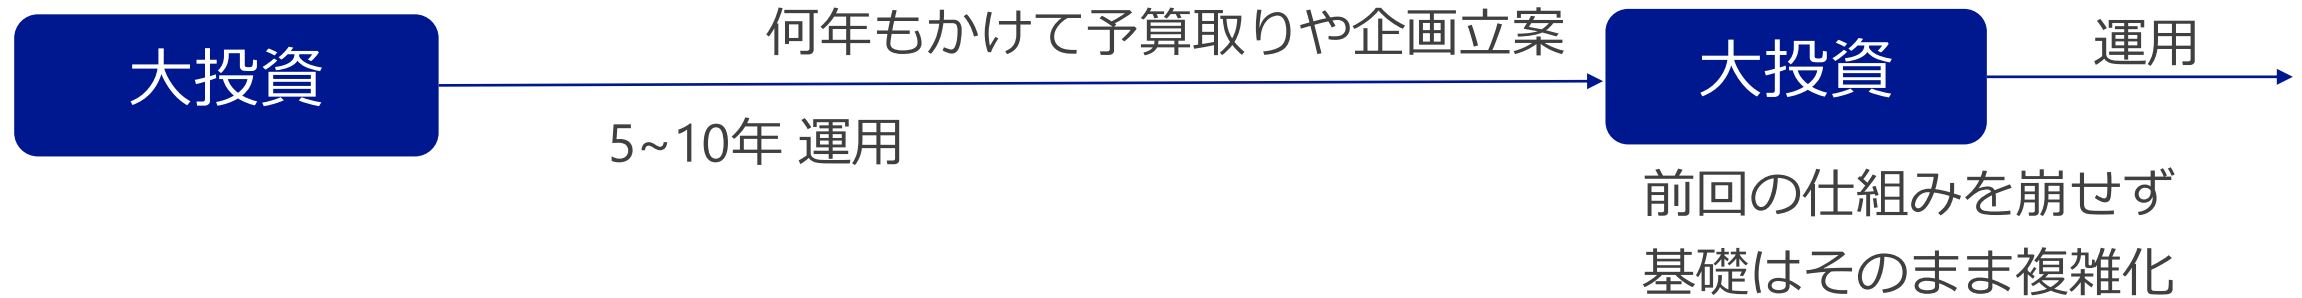 大投資
何年もかけて予算取りや企画立案
5~10年 運用
大投資
運用
前回の仕組みを崩せず
基礎はそのまま複雑化